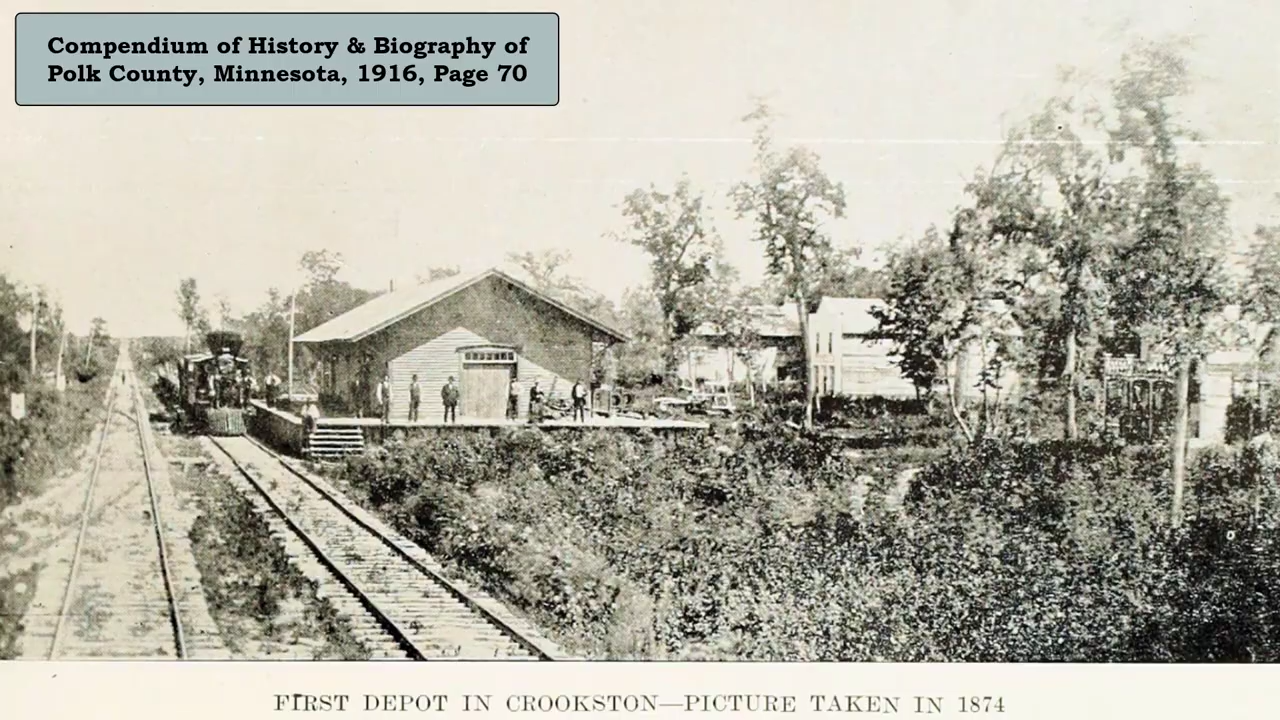 Compendium of History & Biography of
Polk County, Minnesota, 1916, Page 70
FIRST DEPOT IN CROOKSTON—PICTURE TAKEN IN 1874